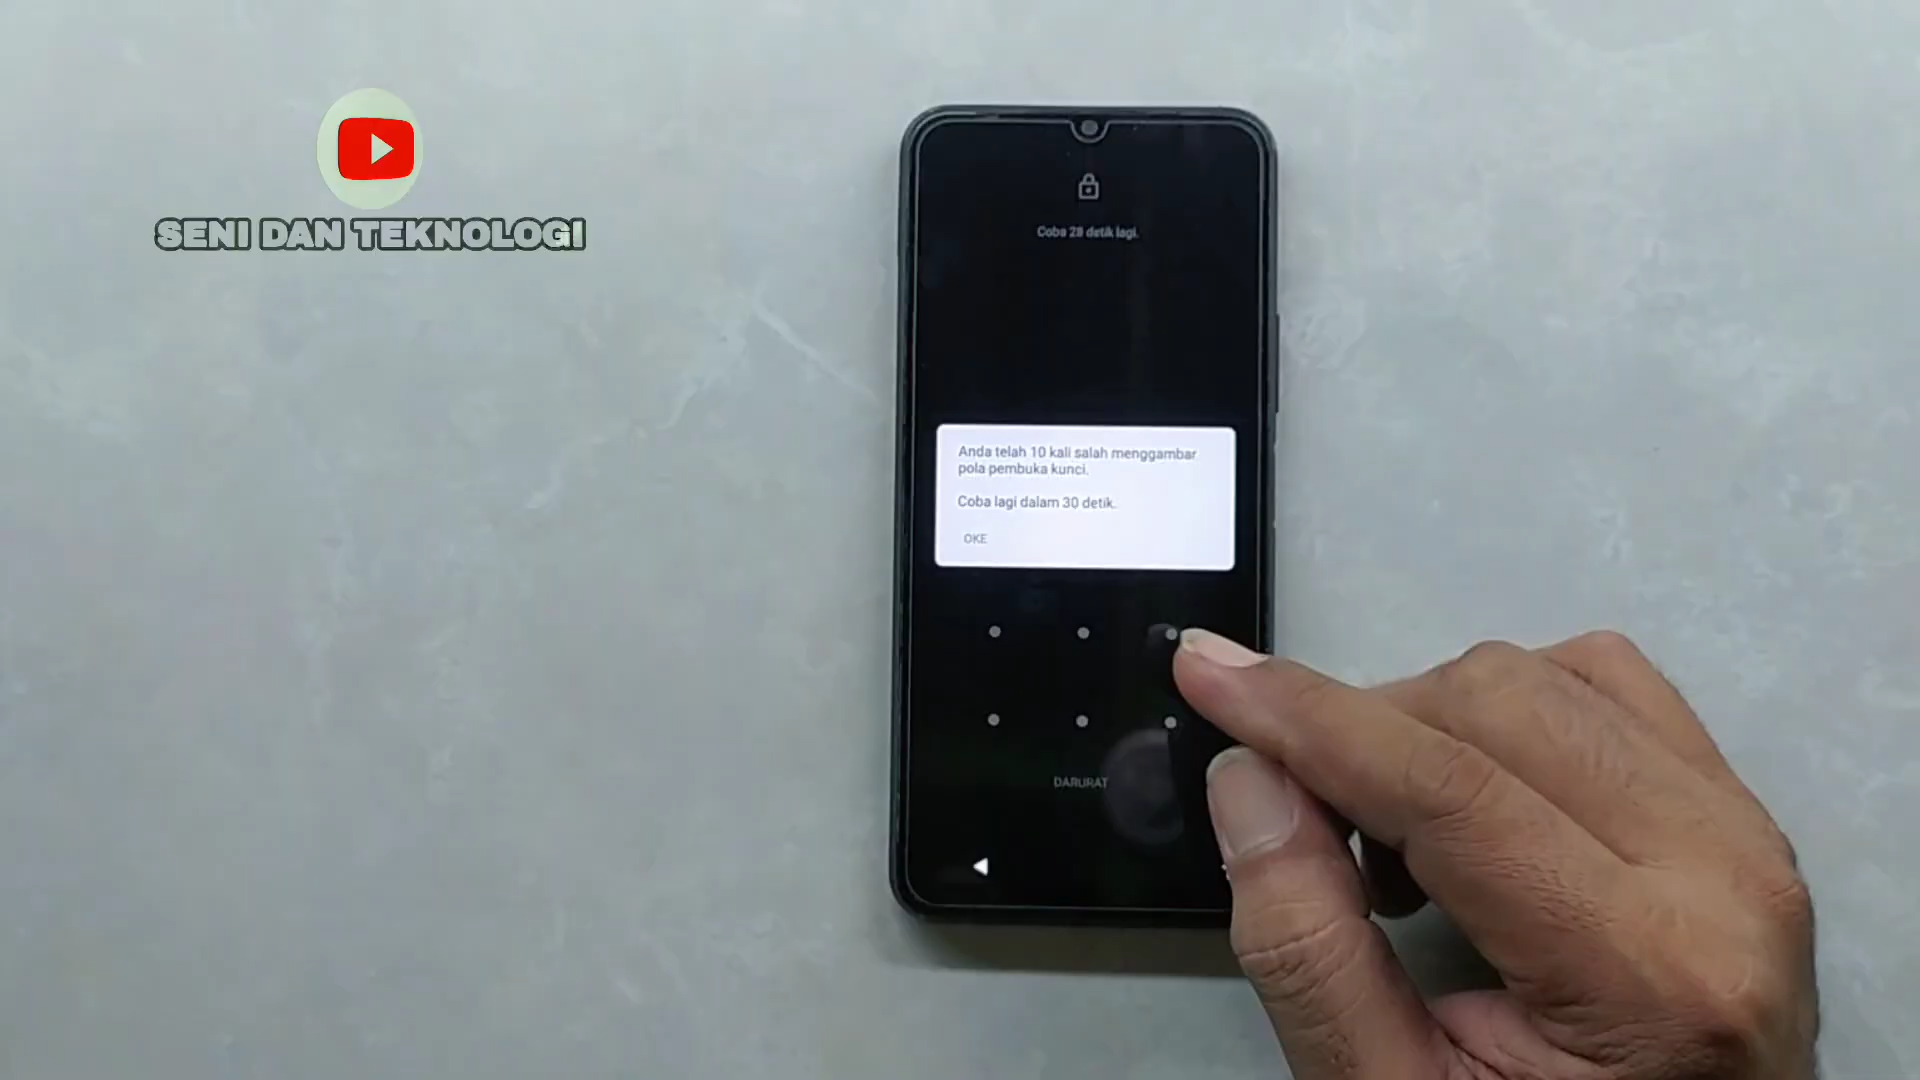 SENI DAN TEKNOLOGI
Coba 28 detik lagi.
Anda telah 10 kali salah menggambar
pola pembuka kunci.
Coba lagi dalam 30 detik.
OKE
DARURAT